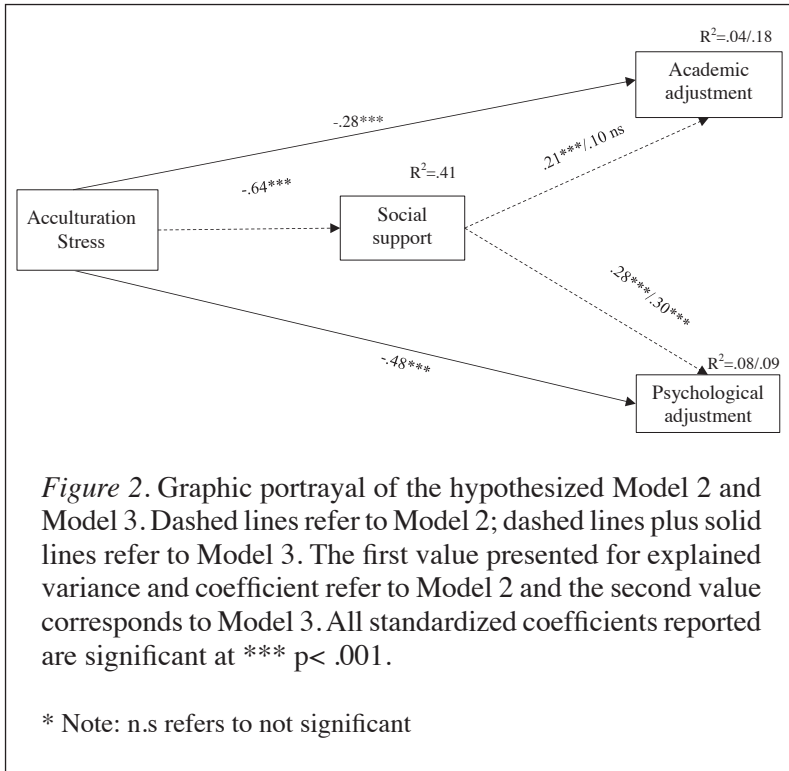 R²=.04/.18
Academic
adjustment
-.28***
.21***/.10 ns
R²=.41
-.64***
Acculturation
Stress
Social
support
.28***/.30***
-.48***
R²=.08/.09
Psychological
adjustment
Figure 2. Graphic portrayal of the hypothesized Model 2 and
Model 3. Dashed lines refer to Model 2; dashed lines plus solid
lines refer to Model 3. The first value presented for explained
variance and coefficient refer to Model 2 and the second value
corresponds to Model 3. All standardized coefficients reported
are significant at *** p< .001.
* Note: n.s refers to not significant